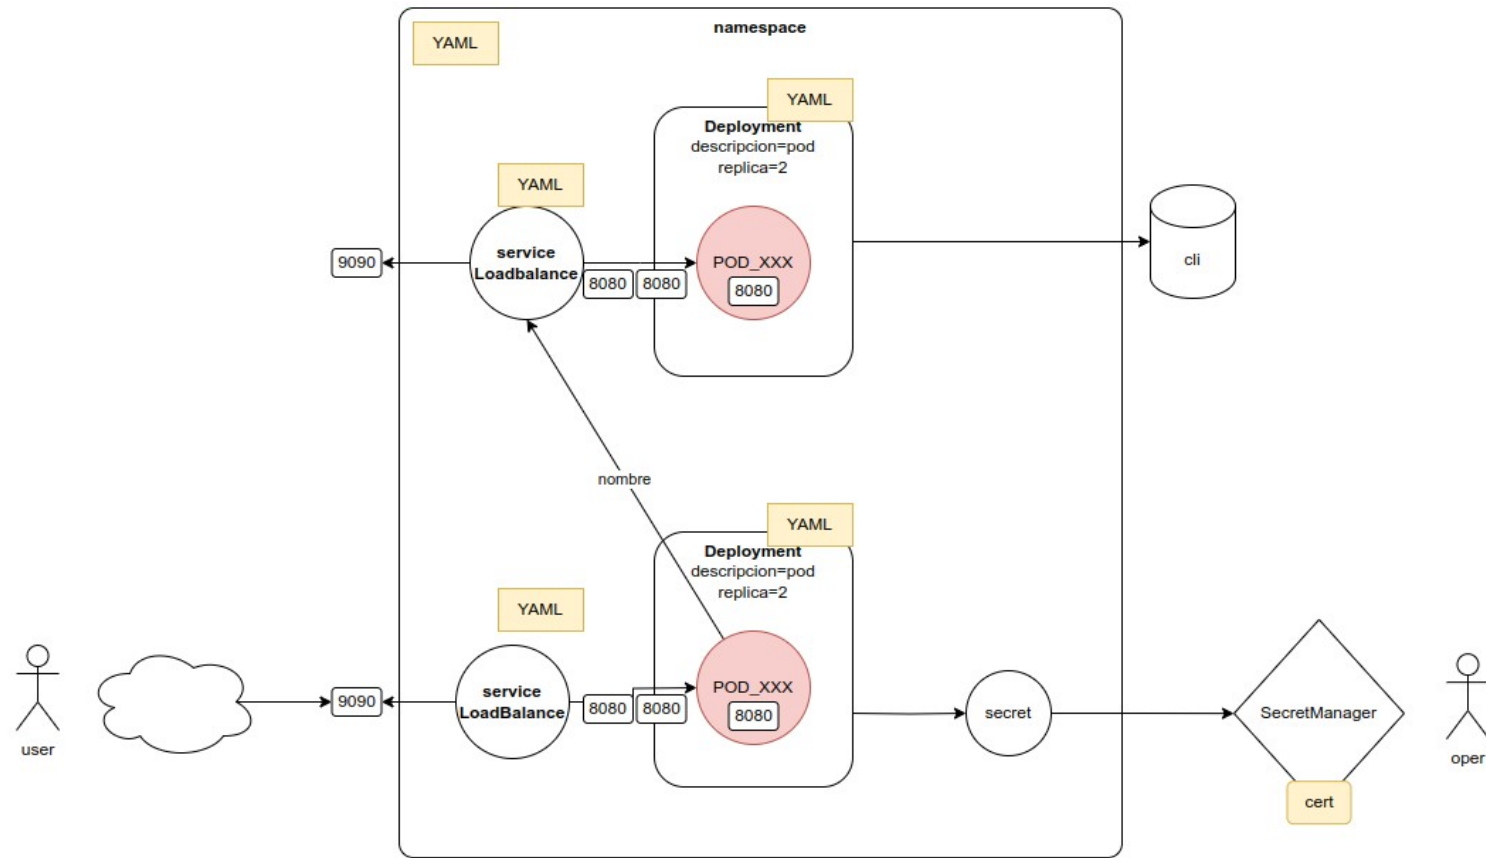 namespace
YAML
YAML
Deployment
descripcion=pod
replica=2
YAML
service
Loadbalance
9090
8080
8080
POD_XXX
8080
cli
nombre
YAML
Deployment
descripcion=pod
replica=2
YAML
service
LoadBalance
user
9090
8080
8080
POD_XXX
8080
secret
SecretManager
cert
oper